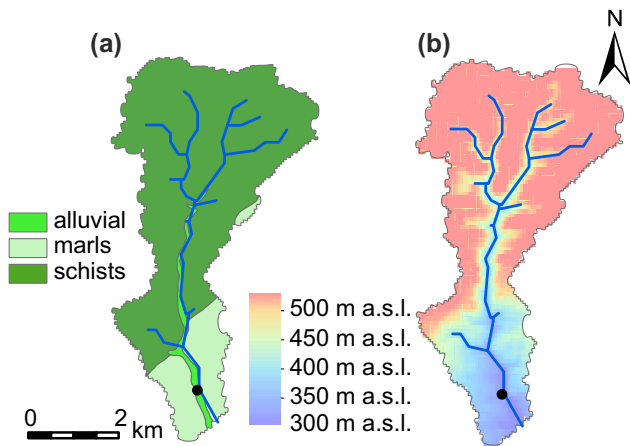 (a)
(b)
N
alluvial
marls
schists
500 m a.s.l.
450 m a.s.l.
400 m a.s.l.
350 m a.s.l.
300 m a.s.l.
0 2
km